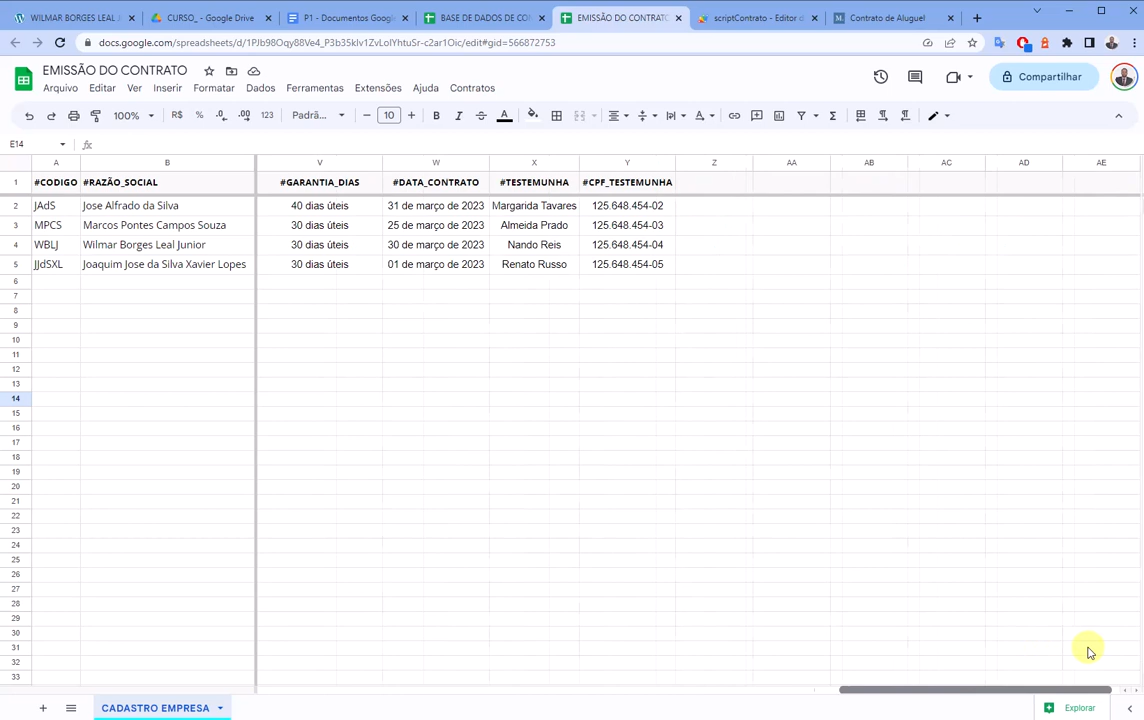 WILMAR BORGES LEAL J
CURSO_ - Google Drive
P1 - Documentos Google
BASE DE DADOS DE CO
EMISSÃO DO CONTRATO
scriptContrato - Editor d
Contrato de Aluguel
docs.google.com/spreadsheets/d/1PJb98Oqy88Ve4_P3b35klv1ZvLolYhtuSr-c2ar1Oic/edit#gid=566872753
EMISSÃO DO CONTRATO
Compartilhar
Arquivo Editar Ver Inserir Formatar Dados Ferramentas Extensões Ajuda Contratos
100% R$ % .0 .00 123 Padrã... 10 B I S A
E14 fx
A B V W X Y Z AA AB AC AD AE
1 #CODIGO #RAZÃO_SOCIAL #GARANTIA_DIAS #DATA_CONTRATO #TESTEMUNHA #CPF_TESTEMUNHA
2 JAdS Jose Alfrado da Silva 40 dias úteis 31 de março de 2023 Margarida Tavares 125.648.454-02
3 MPCS Marcos Pontes Campos Souza 30 dias úteis 25 de março de 2023 Almeida Prado 125.648.454-03
4 WBLJ Wilmar Borges Leal Junior 30 dias úteis 30 de março de 2023 Nando Reis 125.648.454-04
5 JJdSXL Joaquim Jose da Silva Xavier Lopes 30 dias úteis 01 de março de 2023 Renato Russo 125.648.454-05
6
7
8
9
10
11
12
13
14
15
16
17
18
19
20
21
22
23
24
25
26
27
28
29
30
31
32
33
CADASTRO EMPRESA
Explorar